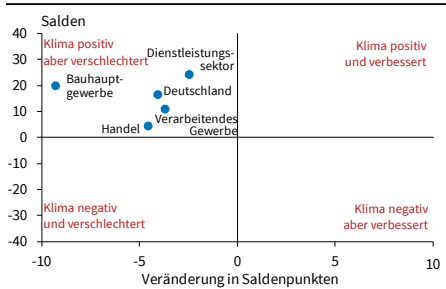 Salden
40
30
20
10
0
-10
-20
-30
-40
Klima positiv
aber verschlechtert
Klima positiv
und verbessert
Dienstleistungs-
sektor
Bauhaupt-
gewerbe
Deutschland
Verarbeitendes
Gewerbe
Handel
Klima negativ
und verschlechtert
Klima negativ
aber verbessert
-10
-5
0
5
10
Veränderung in Saldenpunkten